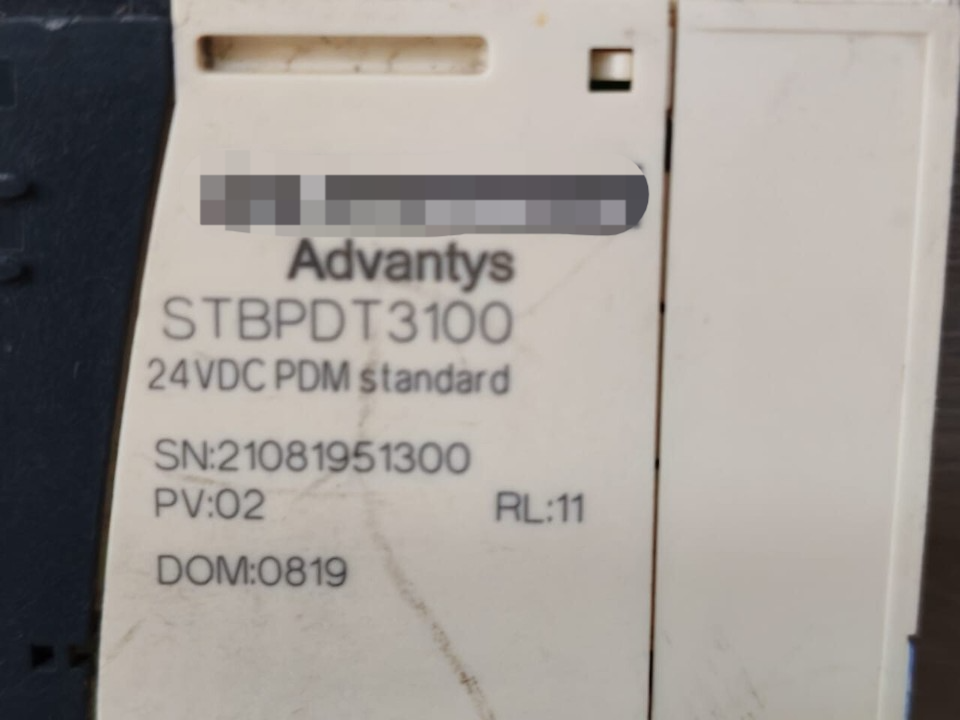 Advantys
STBPDT3100
24VDC PDM standard
SN:21081951300
PV:02 RL:11
DOM:0819